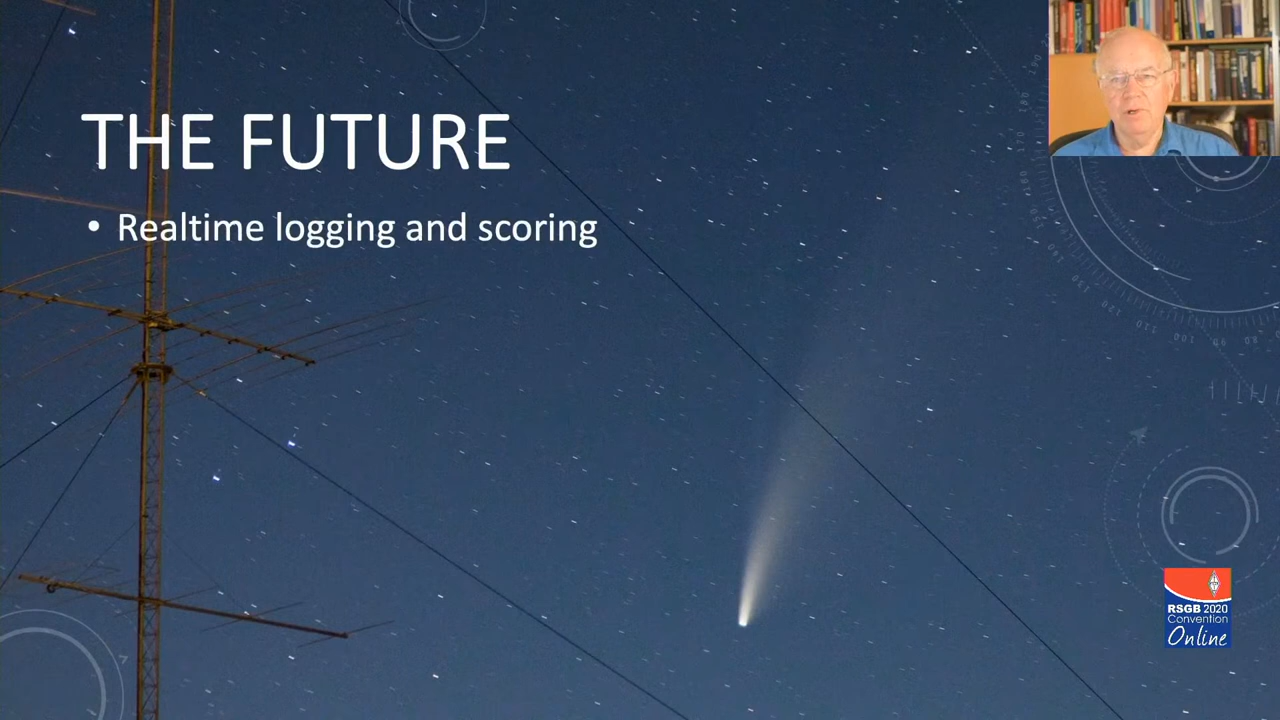 THE FUTURE
• Realtime logging and scoring
RSGB 2020
Convention
Online